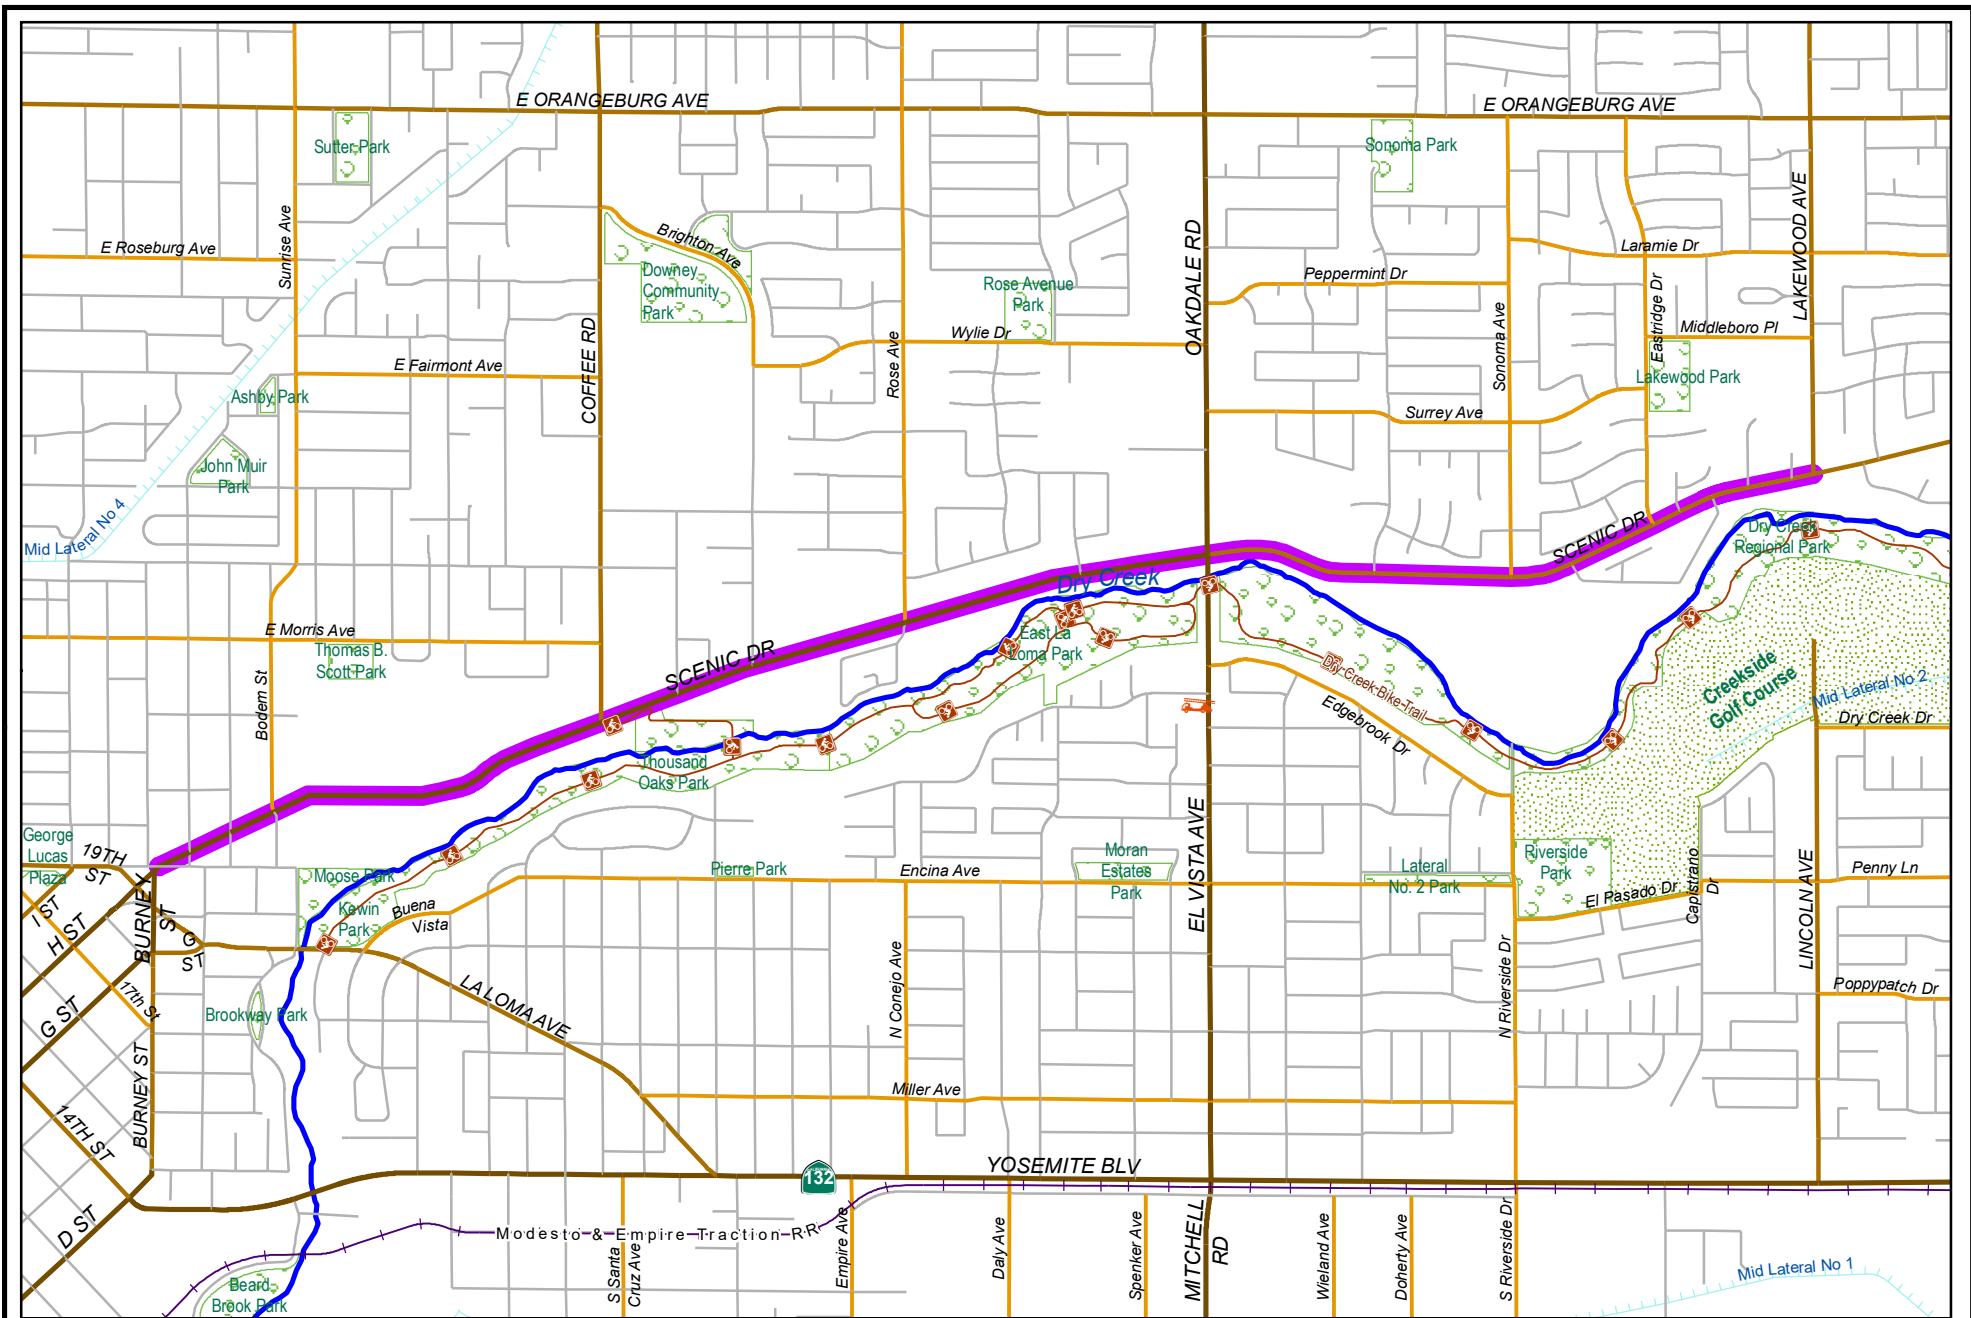 E ORANGEBURG AVE
E ORANGEBURG AVE
Sutter Park
Sonoma Park
LAKEWOOD AVE
Sunrise Ave
E Roseburg Ave
Brighton Ave
OAKDALE RD
Laramie Dr
Downey
Community
Park
Rose Avenue
Park
Peppermint Dr
Eastridge Dr
Middleboro Pl
Wylie Dr
COFFEE RD
Rose Ave
Sonoma Ave
E Fairmont Ave
Ashby Park
Lakewood Park
Surrey Ave
John Muir
Park
Mid Lateral No 4
SCENIC DR
Dry Creek
Regional Park
Dry Creek
E Morris Ave
East La
Loma Park
Thomas B.
Scott Park
SCENIC DR
Bodem St
Dry-Creek-Bike-Trail
Creekside
Golf Course
Mid Lateral No 2
Dry Creek Dr
Edgebrook Dr
Thousand
Oaks Park
EL VISTA AVE
George
Lucas
Plaza
19TH
ST
Moose Park
Pierre Park
Encina Ave
Moran
Estates
Park
Lateral
No. 2 Park
Riverside
Park
El Pasado Dr
Capistrano
Dr
LINCOLN AVE
Penny Ln
I ST
H ST
BURNEY
ST
G
ST
Kewin
Park
Buena
Vista
N Conejo Ave
N Riverside Dr
17th St
G ST
Brookway Park
LA LOMA AVE
Poppypatch Dr
BURNEY ST
14TH ST
Miller Ave
132
YOSEMITE BLV
D ST
Modesto & Empire Traction RR
S Santa
Cruz Ave
Empire Ave
Daly Ave
Spenker Ave
MITCHELL
RD
Wieland Ave
Doherty Ave
S Riverside Dr
Mid Lateral No 1
Beard
Brook Park